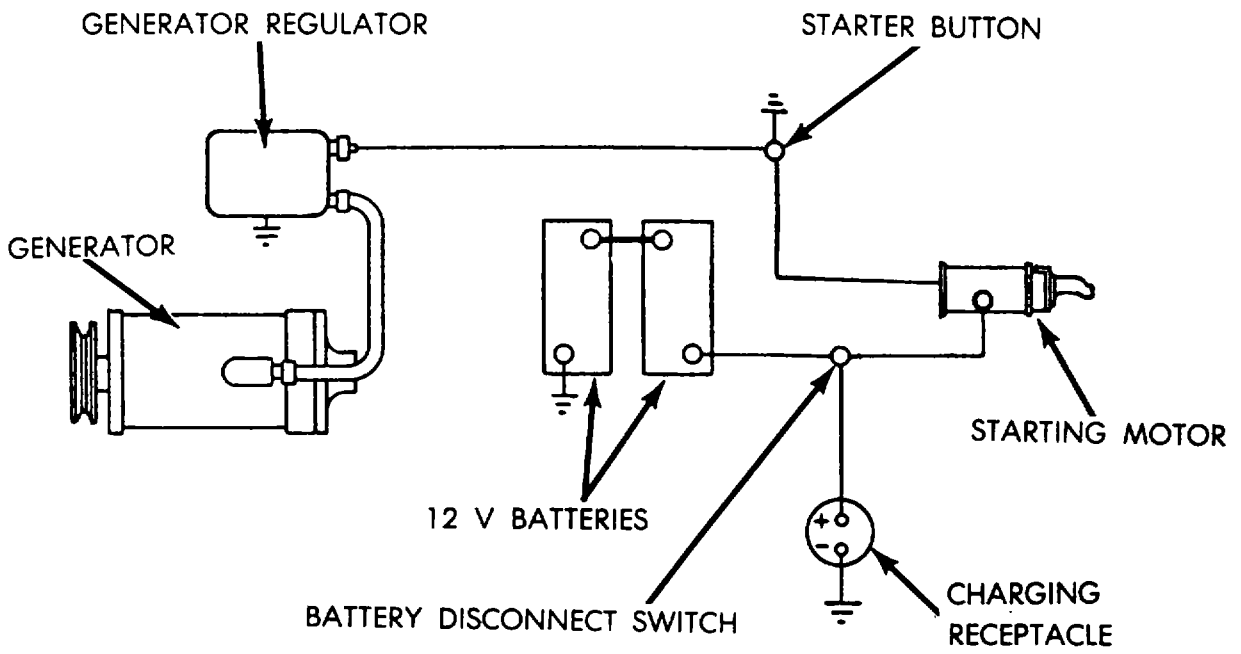 GENERATOR REGULATOR
STARTER BUTTON
GENERATOR
STARTING MOTOR
12 V BATTERIES
+
−
BATTERY DISCONNECT SWITCH
CHARGING
RECEPTACLE